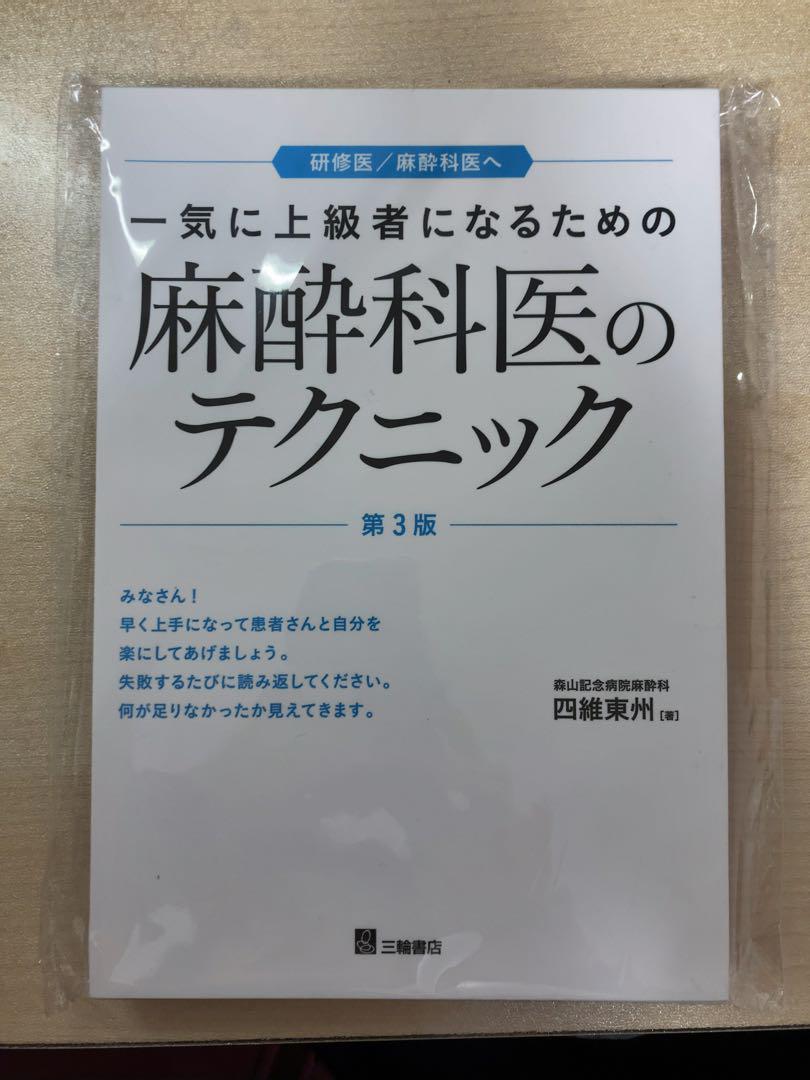 研修医／麻酔科医へ
一気に上級者になるための
麻酔科医の
テクニック
第3版
みなさん！
早く上手になって患者さんと自分を
楽にしてあげましょう。
失敗するたびに読み返してください。
何が足りなかったか見えてきます。
森山記念病院麻酔科
四維東州［著］
三輪書店